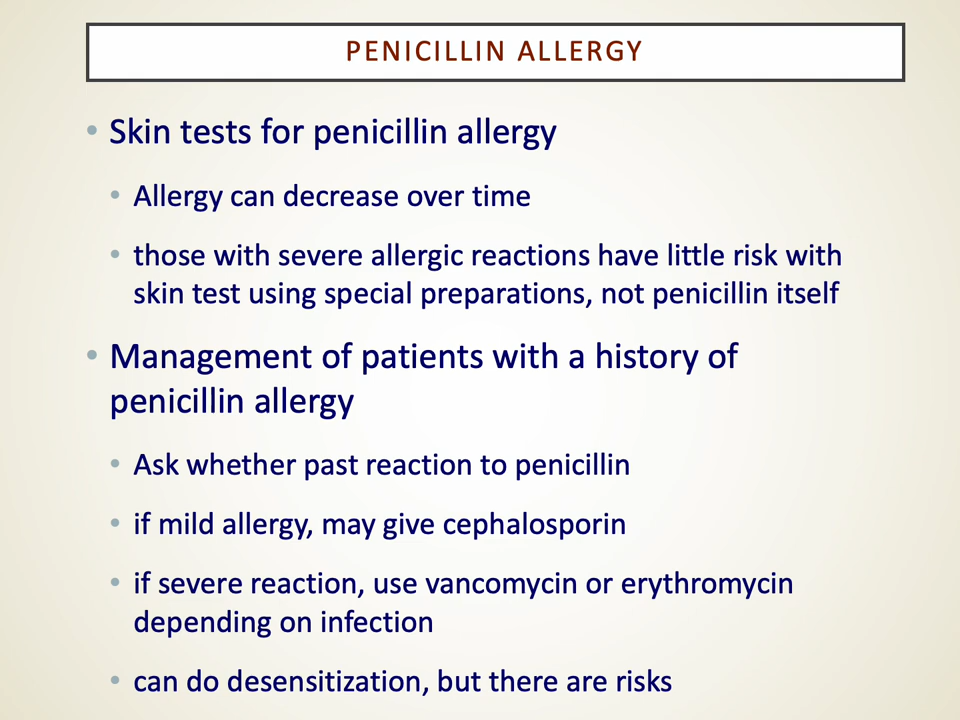 PENICILLIN ALLERGY
• Skin tests for penicillin allergy
• Allergy can decrease over time
• those with severe allergic reactions have little risk with
skin test using special preparations, not penicillin itself
• Management of patients with a history of
penicillin allergy
• Ask whether past reaction to penicillin
• if mild allergy, may give cephalosporin
• if severe reaction, use vancomycin or erythromycin
depending on infection
• can do desensitization, but there are risks